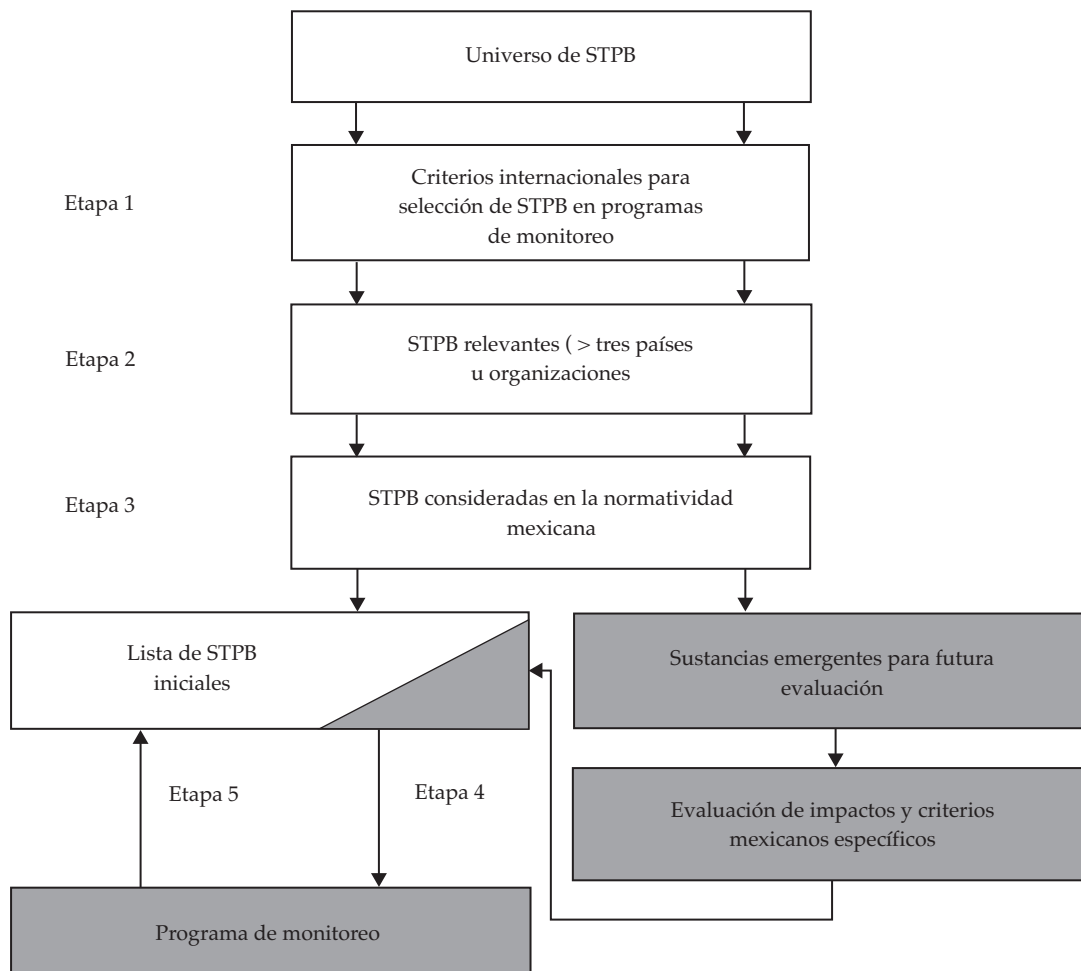 Universo de STPB
Etapa 1
Criterios internacionales para
selección de STPB en programas
de monitoreo
Etapa 2
STPB relevantes ( > tres países
u organizaciones
Etapa 3
STPB consideradas en la normatividad
mexicana
Lista de STPB
iniciales
Sustancias emergentes para futura
evaluación
Etapa 5
Etapa 4
Evaluación de impactos y criterios
mexicanos específicos
Programa de monitoreo